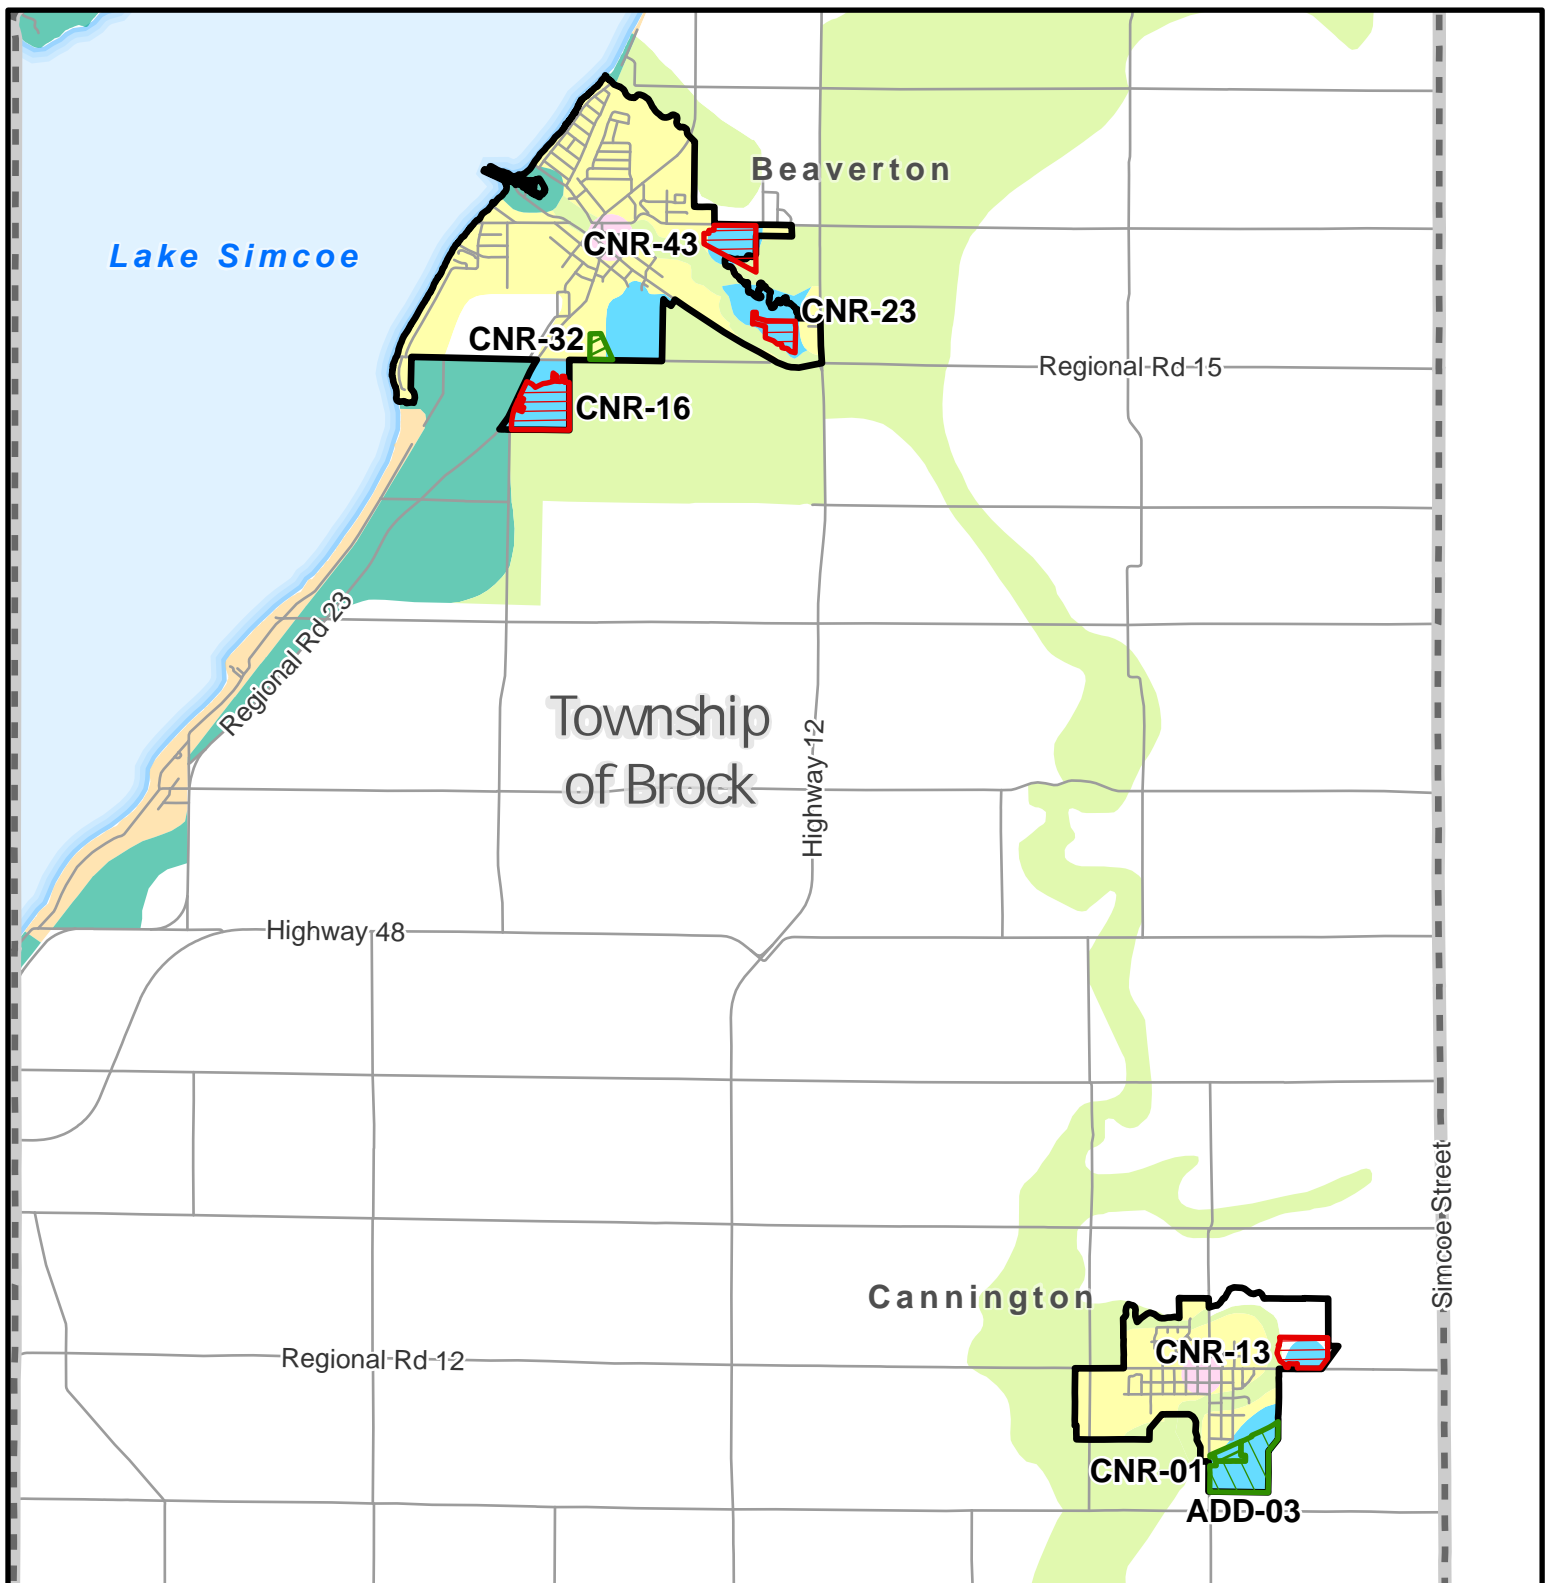 Beaverton
Lake Simcoe
CNR-43
CNR-23
CNR-32
Regional Rd 15
CNR-16
Regional Rd 23
Township
of Brock
Highway 12
Highway 48
Simcoe Street
Cannington
CNR-13
Regional Rd 12
CNR-01
ADD-03